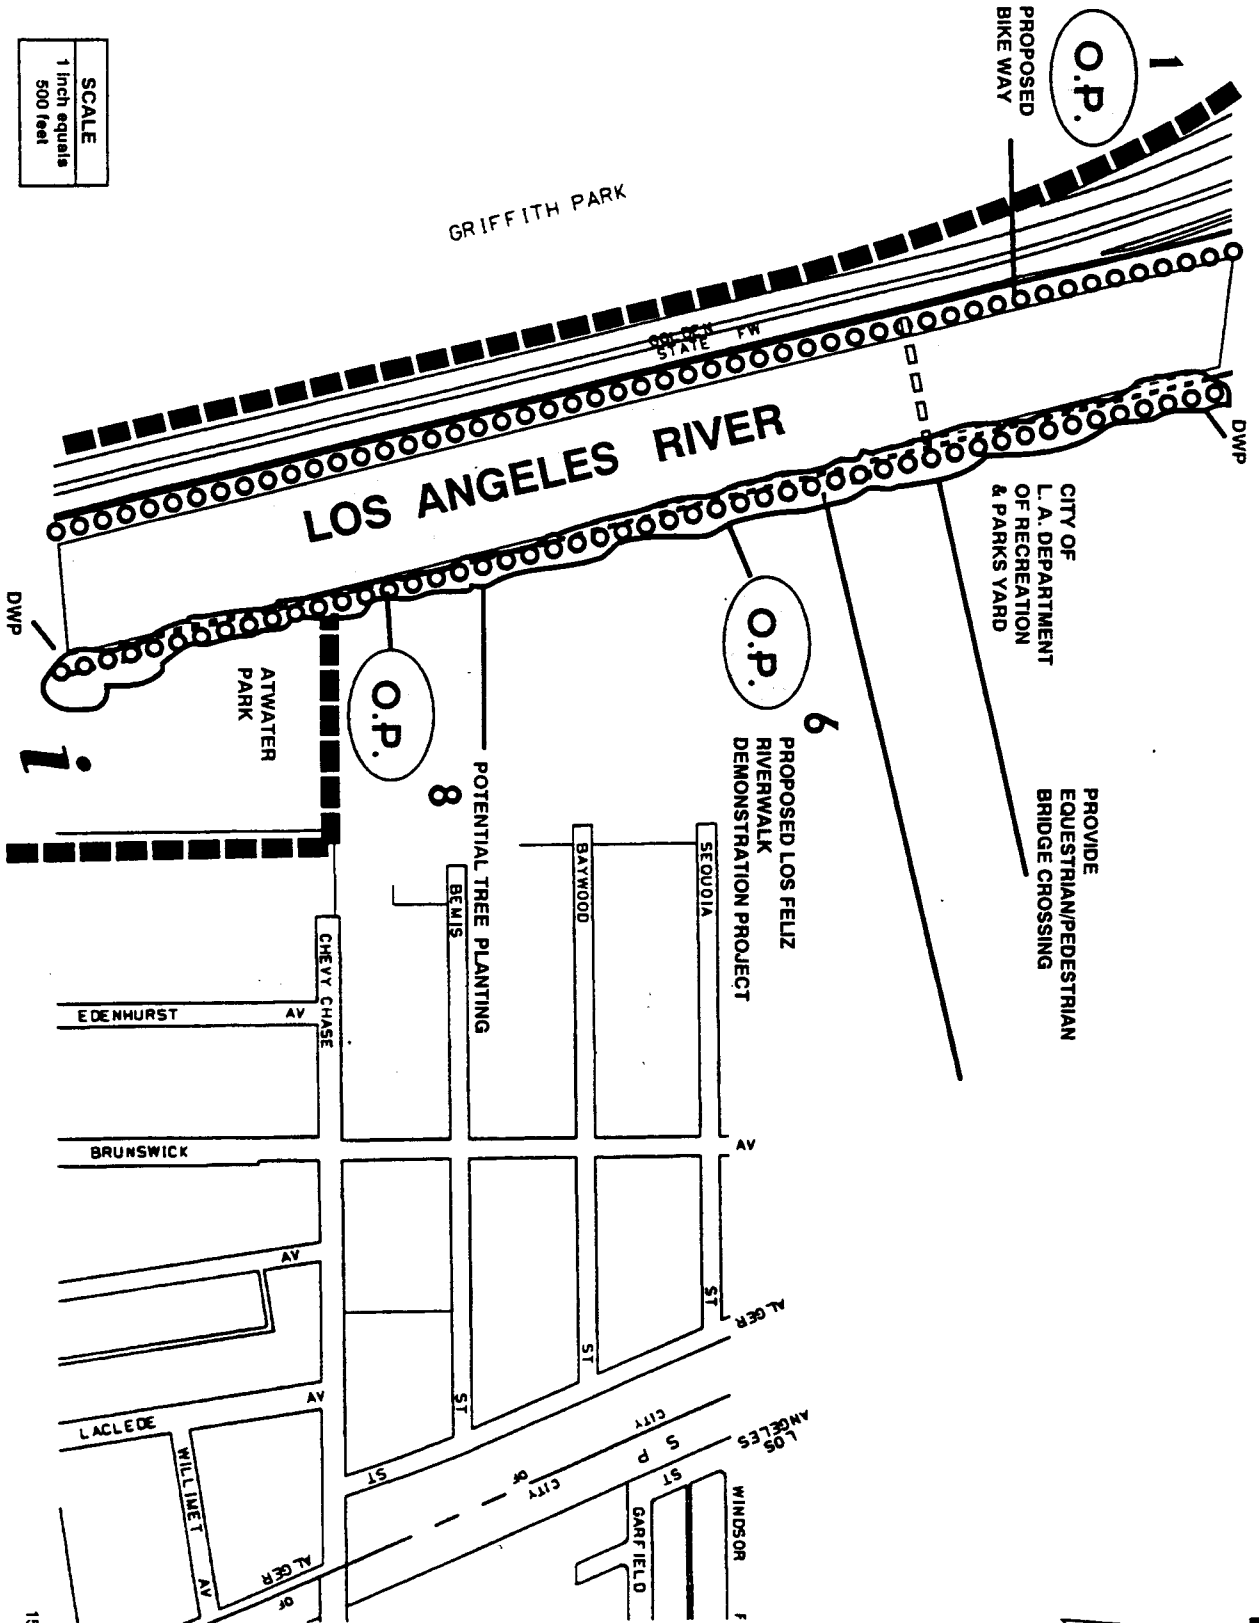 1
O.P.
PROPOSED
BIKE WAY
SCALE
1 inch equals
500 feet
GRIFFITH PARK
GOLDEN
STATE FW
LOS ANGELES RIVER
DWP
DWP
CITY OF
L. A. DEPARTMENT
OF RECREATION
& PARKS YARD
PROVIDE
EQUESTRIAN/PEDESTRIAN
BRIDGE CROSSING
O.P.
6
PROPOSED LOS FELIZ
RIVERWALK
DEMONSTRATION PROJECT
O.P.
8
POTENTIAL TREE PLANTING
ATWATER
PARK
i
SEQUOIA
ST
BAYWOOD
ST
BEMIS
ST
CHEVY CHASE
EDENHURST
AV
BRUNSWICK
AV
AV
LACLEDE
AV
WILLIMET
AV
ALGER
ST
ALGER
LOS
ANGELES
CITY
OF
CITY
OF
S P
ST
GARFIELD
WINDSOR